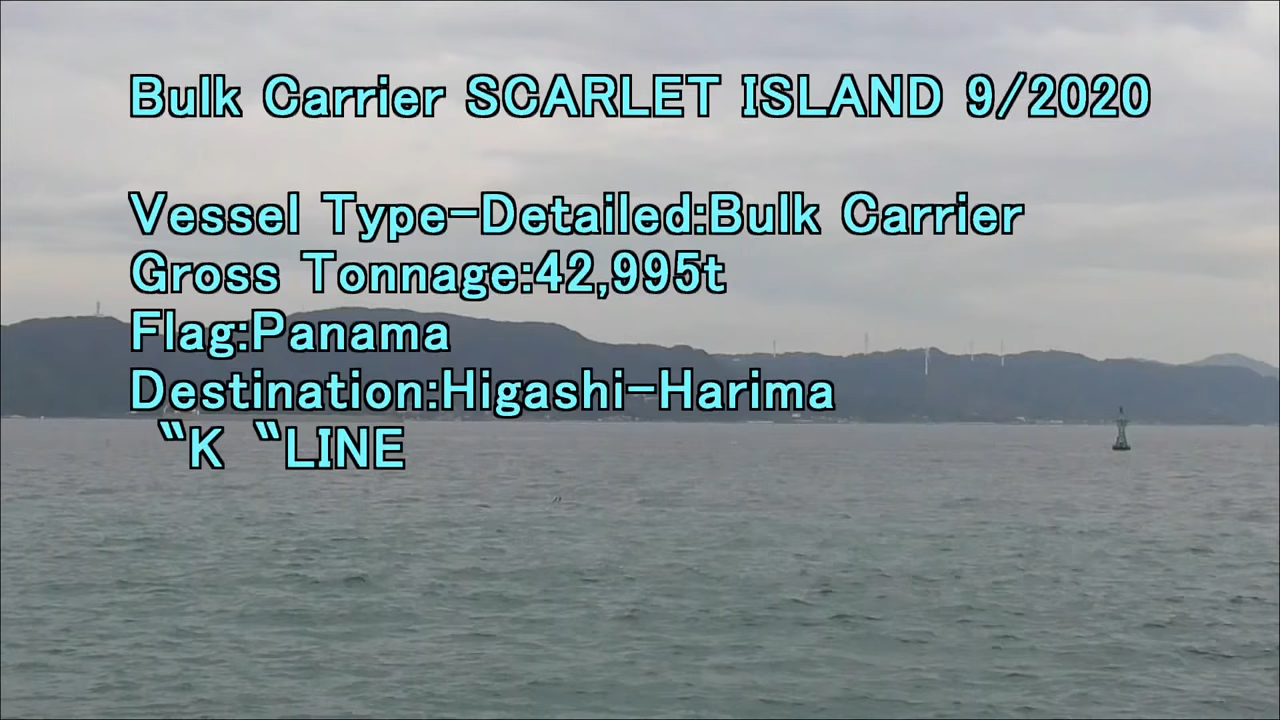 Bulk Carrier SCARLET ISLAND 9/2020
Vessel Type-Detailed:Bulk Carrier
Gross Tonnage:42,995t
Flag:Panama
Destination:Higashi-Harima
〝K 〝LINE